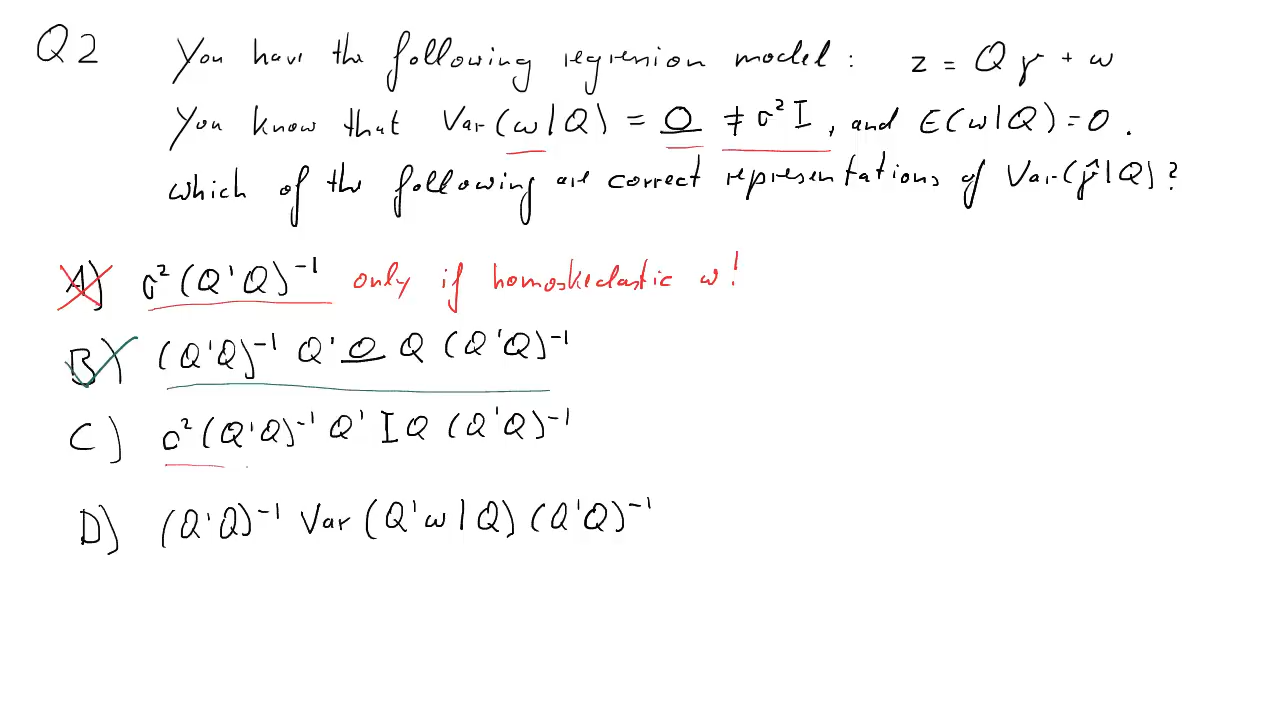 Q2 You have the following regression model: z = Qγ + w
You know that Var(w|Q) = Ω ≠ σ² I, and E(w|Q)=0.
which of the following are correct representations of Var(γ̂|Q)?
A) σ² (Q'Q)⁻¹ only if homoskedastic w!
B) (Q'Q)⁻¹ Q' Ω Q (Q'Q)⁻¹
C) σ² (Q'Q)⁻¹ Q' I Q (Q'Q)⁻¹
D) (Q'Q)⁻¹ Var (Q'w|Q) (Q'Q)⁻¹